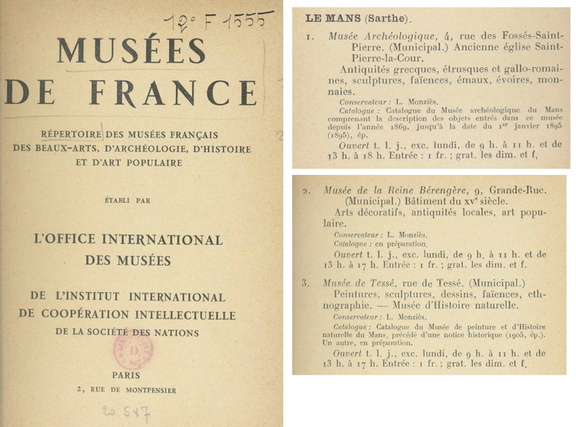 12° F 1555
MUSÉES
DE FRANCE
RÉPERTOIRE DES MUSÉES FRANÇAIS
DES BEAUX-ARTS, D'ARCHÉOLOGIE, D'HISTOIRE
ET D'ART POPULAIRE
ÉTABLI PAR
L'OFFICE INTERNATIONAL
DES MUSÉES
DE L'INSTITUT INTERNATIONAL
DE COOPÉRATION INTELLECTUELLE
DE LA SOCIÉTÉ DES NATIONS
PARIS
2, RUE DE MONTPENSIER
20.587
LE MANS (Sarthe).
1. Musée Archéologique, 4, rue des Fossés-Saint-
Pierre. (Municipal.) Ancienne église Saint-
Pierre-la-Cour.
Antiquités grecques, étrusques et gallo-romai-
nes, sculptures, faïences, émaux, évoires, mon-
naies.
Conservateur : L. Monziès.
Catalogue : Catalogue du Musée archéologique du Mans
comprenant la description des objets entrés dans ce musée
depuis l'année 1869, jusqu'à la date du 1er janvier 1895
(1895), ép.
Ouvert t. l. j., exc. lundi, de 9 h. à 11 h. et de
13 h. à 18 h. Entrée : 1 fr. ; grat. les dim. et f.
2. Musée de la Reine Bérengère, 9, Grande-Rue.
(Municipal.) Bâtiment du XVe siècle.
Arts décoratifs, antiquités locales, art popu-
laire.
Conservateur : L. Monziès.
Catalogue : en préparation.
Ouvert t. l. j., exc. lundi, de 9 h. à 11 h. et de
13 h. à 17 h. Entrée : 1 fr. ; grat. les dim. et f.
3. Musée de Tessé, rue de Tessé. (Municipal.)
Peintures, sculptures, dessins, faïences, eth-
nographie. — Musée d'Histoire naturelle.
Conservateur : L. Monziès.
Catalogue : Catalogue du Musée de peinture et d'Histoire
naturelle du Mans, précédé d'une notice historique (1905, ép.).
Un autre, en préparation.
Ouvert t. l. j., exc. lundi, de 9 h. à 11 h. et de
13 h. à 17 h. Entrée : 1 fr. ; grat. les dim. et f.